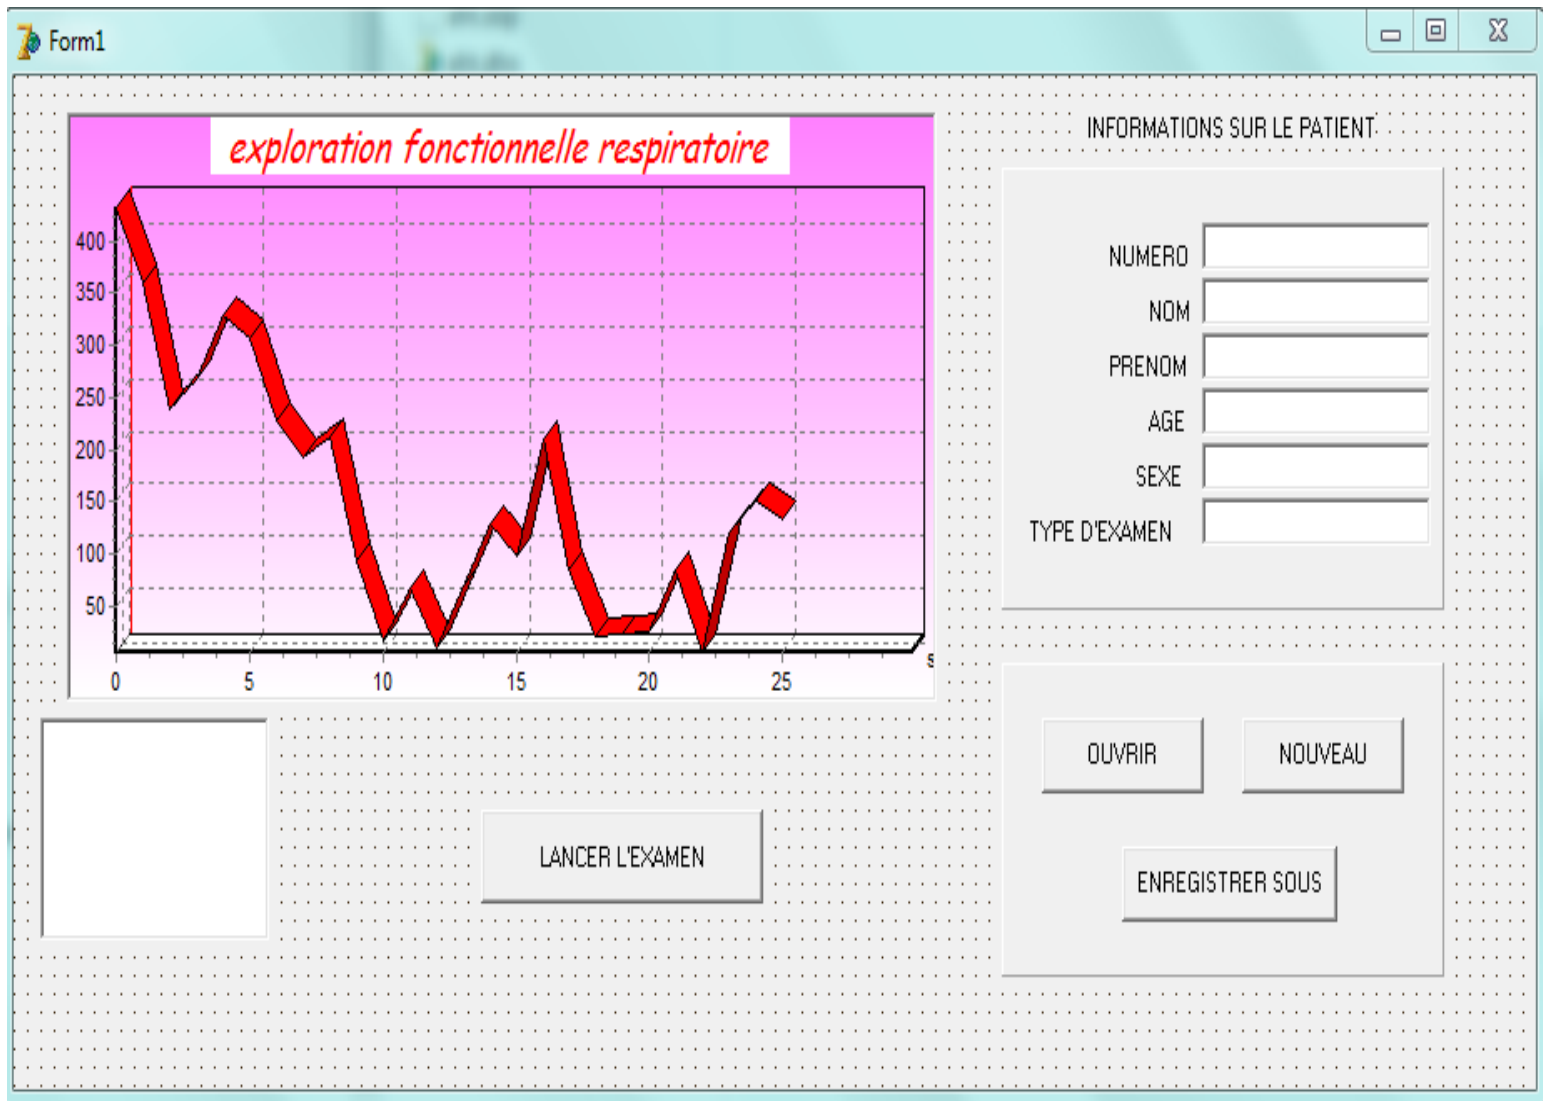 Form1
exploration fonctionnelle respiratoire
400
350
300
250
200
150
100
50
0 5 10 15 20 25
s
INFORMATIONS SUR LE PATIENT
NUMERO
NOM
PRENOM
AGE
SEXE
TYPE D'EXAMEN
OUVRIR NOUVEAU
ENREGISTRER SOUS
LANCER L'EXAMEN